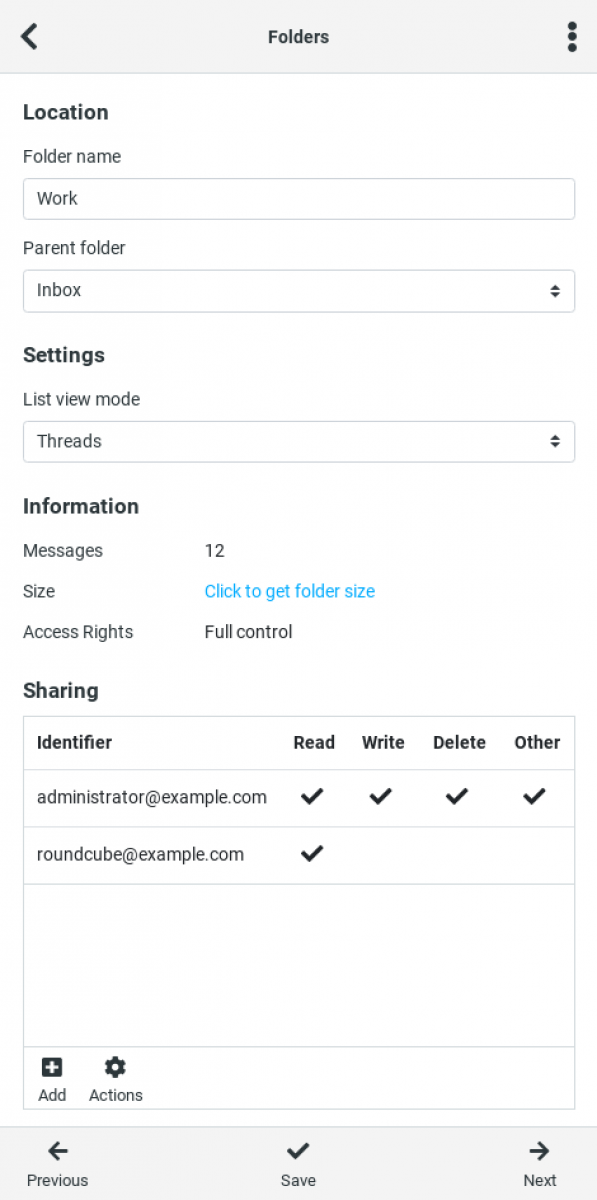 Folders
Location
Folder name
Work
Parent folder
Inbox
Settings
List view mode
Threads
Information
Messages 12
Size Click to get folder size
Access Rights Full control
Sharing
Identifier Read Write Delete Other
administrator@example.com
roundcube@example.com
Add Actions
Previous Save Next